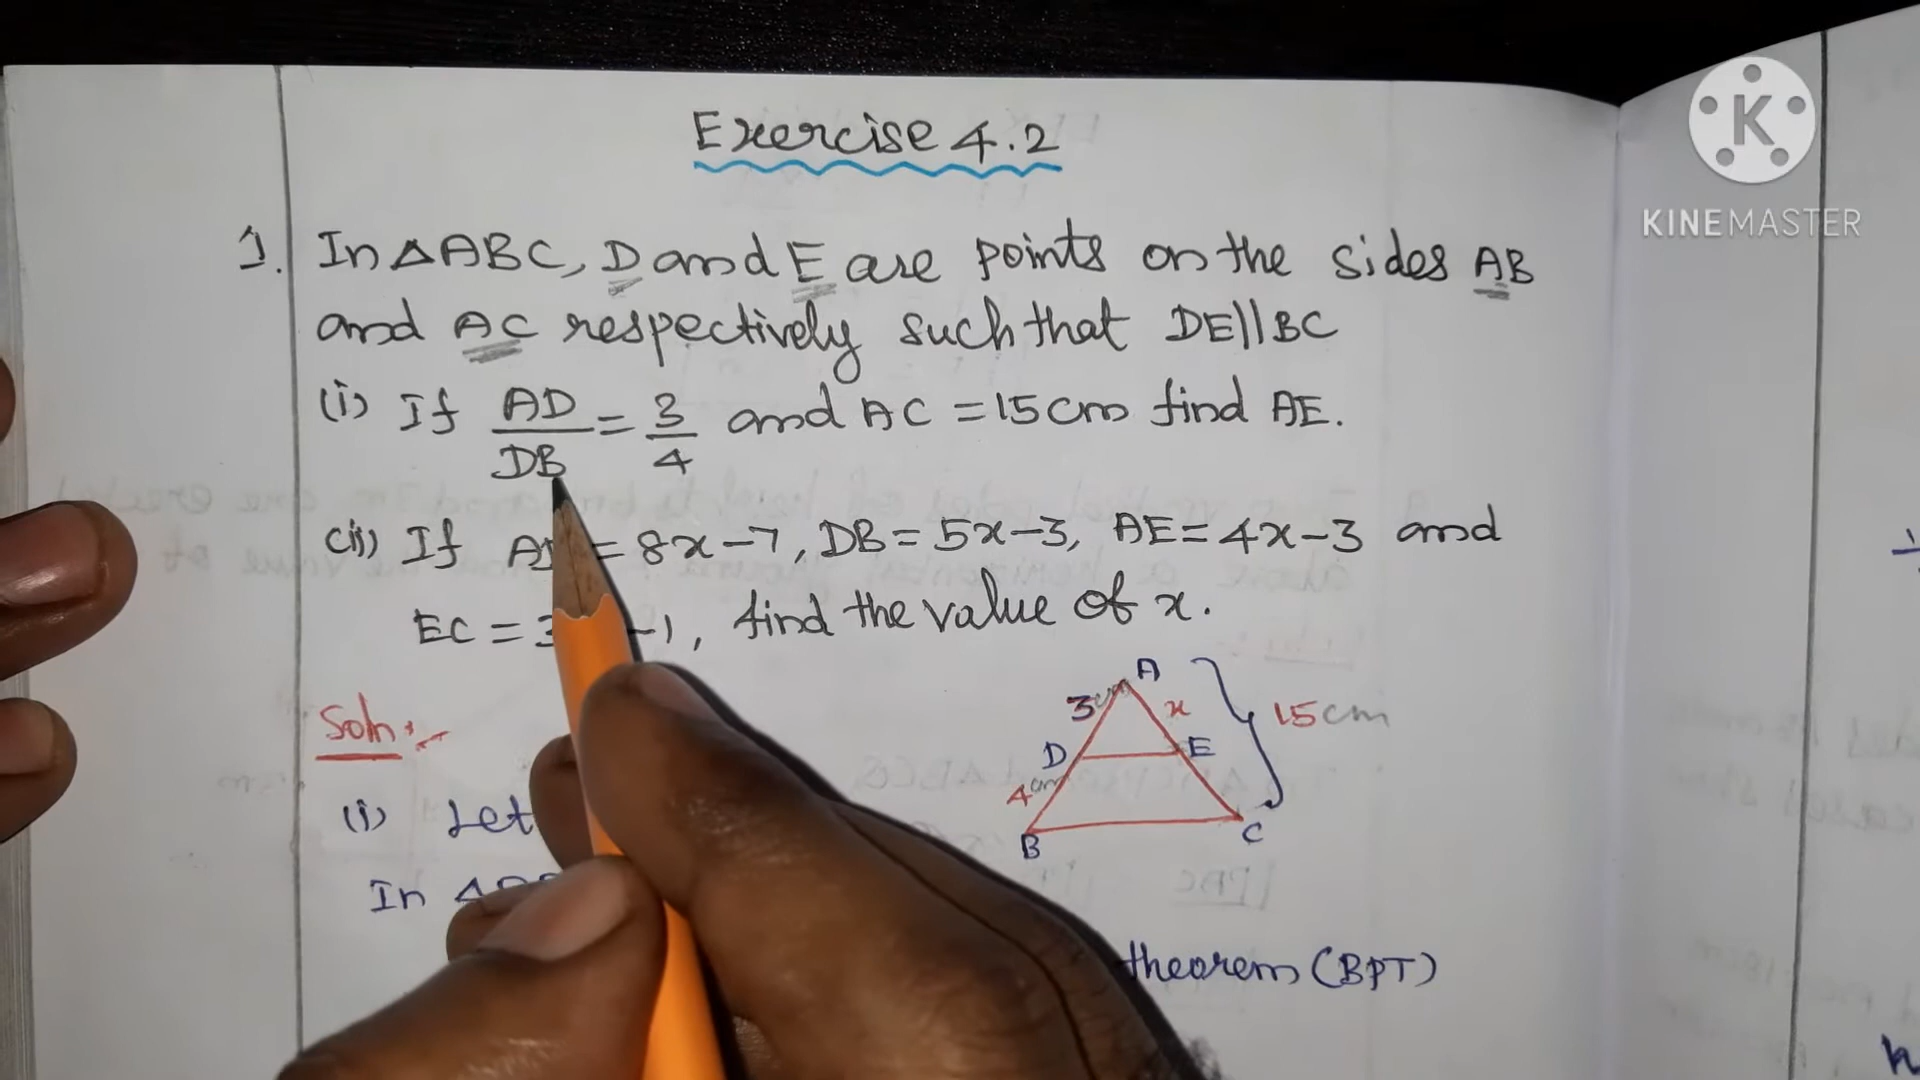 Exercise 4.2
1. In △ABC, D and E are points on the sides AB
and AC respectively such that DE||BC
(i) If AD/DB = 3/4 and AC = 15cm find AE.
(ii) If = 8x-7, DB = 5x-3, AE = 4x-3 and
EC = -1, find the value of x.
Soln:-
A
3cm
x
15cm
D
E
4cm
B
C
(i) Let
In
theorem (BPT)
K
KINEMASTER